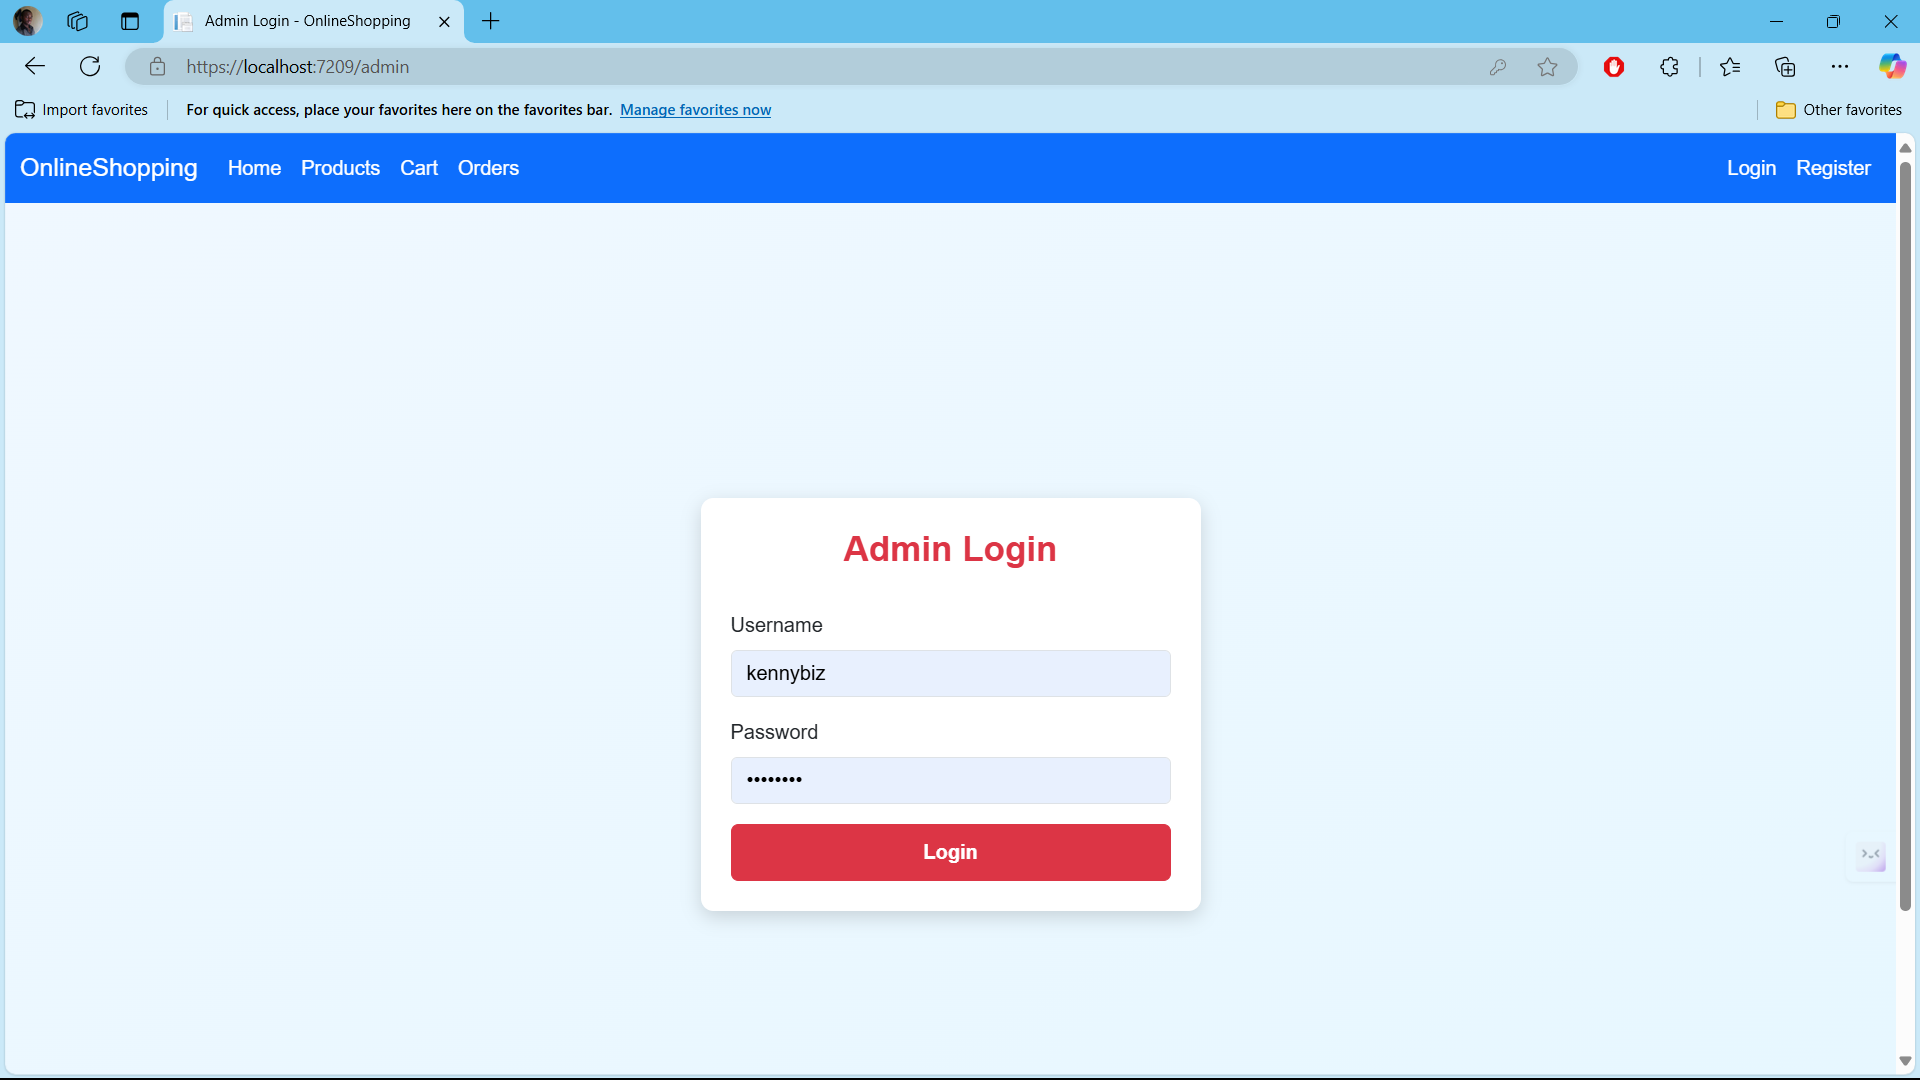 Admin Login - OnlineShopping
https://localhost:7209/admin
Import favorites
For quick access, place your favorites here on the favorites bar. Manage favorites now
Other favorites
OnlineShopping Home Products Cart Orders Login Register
Admin Login
Username
kennybiz
Password
••••••••
Login